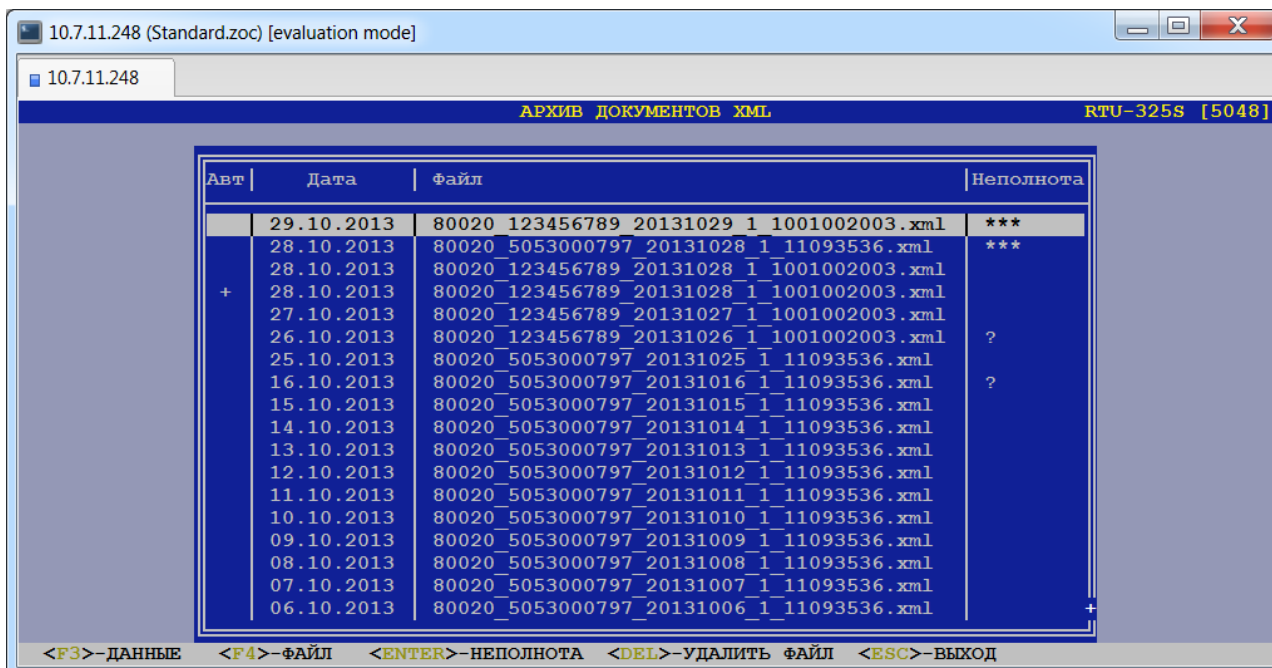 10.7.11.248 (Standard.zoc) [evaluation mode]
10.7.11.248
АРХИВ ДОКУМЕНТОВ XML RTU-325S [5048]
Авт Дата Файл Неполнота
29.10.2013 80020_123456789_20131029_1_1001002003.xml ***
28.10.2013 80020_5053000797_20131028_1_11093536.xml ***
28.10.2013 80020_123456789_20131028_1_1001002003.xml
+ 28.10.2013 80020_123456789_20131028_1_1001002003.xml
27.10.2013 80020_123456789_20131027_1_1001002003.xml
26.10.2013 80020_123456789_20131026_1_1001002003.xml ?
25.10.2013 80020_5053000797_20131025_1_11093536.xml
16.10.2013 80020_5053000797_20131016_1_11093536.xml ?
15.10.2013 80020_5053000797_20131015_1_11093536.xml
14.10.2013 80020_5053000797_20131014_1_11093536.xml
13.10.2013 80020_5053000797_20131013_1_11093536.xml
12.10.2013 80020_5053000797_20131012_1_11093536.xml
11.10.2013 80020_5053000797_20131011_1_11093536.xml
10.10.2013 80020_5053000797_20131010_1_11093536.xml
09.10.2013 80020_5053000797_20131009_1_11093536.xml
08.10.2013 80020_5053000797_20131008_1_11093536.xml
07.10.2013 80020_5053000797_20131007_1_11093536.xml
06.10.2013 80020_5053000797_20131006_1_11093536.xml +
<F3>-ДАННЫЕ <F4>-ФАЙЛ <ENTER>-НЕПОЛНОТА <DEL>-УДАЛИТЬ ФАЙЛ <ESC>-ВЫХОД